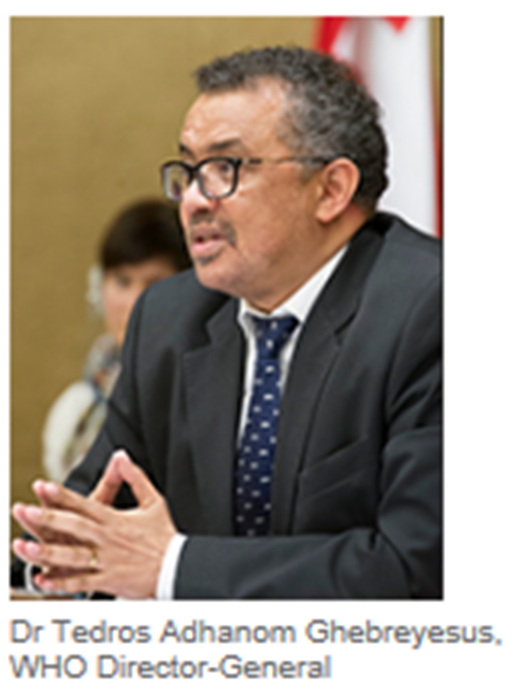 Dr Tedros Adhanom Ghebreyesus,
WHO Director-General